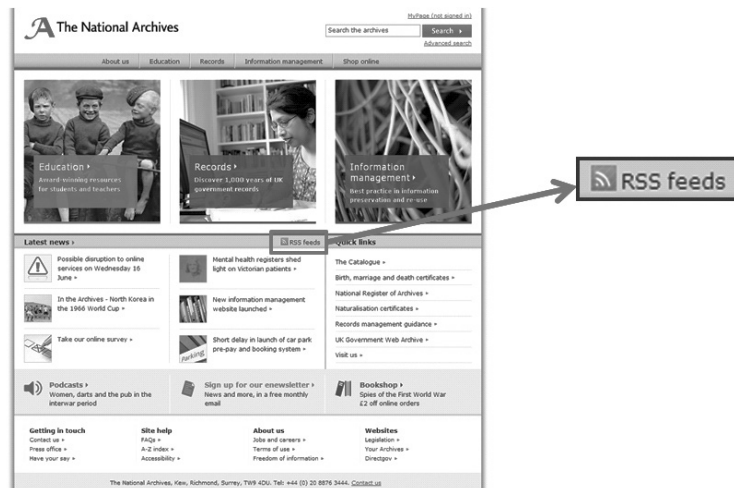 MyPage (not signed in)
The National Archives
Search the archives
Search
Advanced search
About us
Education
Records
Information management
Shop online
Education
Award-winning resources
for students and teachers
Records
Discover 1,000 years of UK
government records
Information
management
Best practice in information
preservation and re-use
RSS feeds
Latest news
RSS feeds
Possible disruption to online
services on Wednesday 16
June
In the Archives - North Korea in
the 1966 World Cup
Take our online survey
Mental health registers shed
light on Victorian patients
New information management
website launched
Parking
Short delay in launch of car park
pre-pay and booking system
Quick links
The Catalogue
Birth, marriage and death certificates
National Register of Archives
Naturalisation certificates
Records management guidance
UK Government Web Archive
Visit us
Podcasts
Women, darts and the pub in the
interwar period
Sign up for our enewsletter
News and more, in a free monthly
email
Bookshop
Spies of the First World War
£2 off online orders
Getting in touch
Contact us
Press office
Have your say
Site help
FAQs
A-Z index
Accessibility
About us
Jobs and careers
Terms of use
Freedom of information
Websites
Legislation
Your Archives
Directgov
The National Archives, Kew, Richmond, Surrey, TW9 4DU. Tel: +44 (0) 20 8876 3444. Contact us